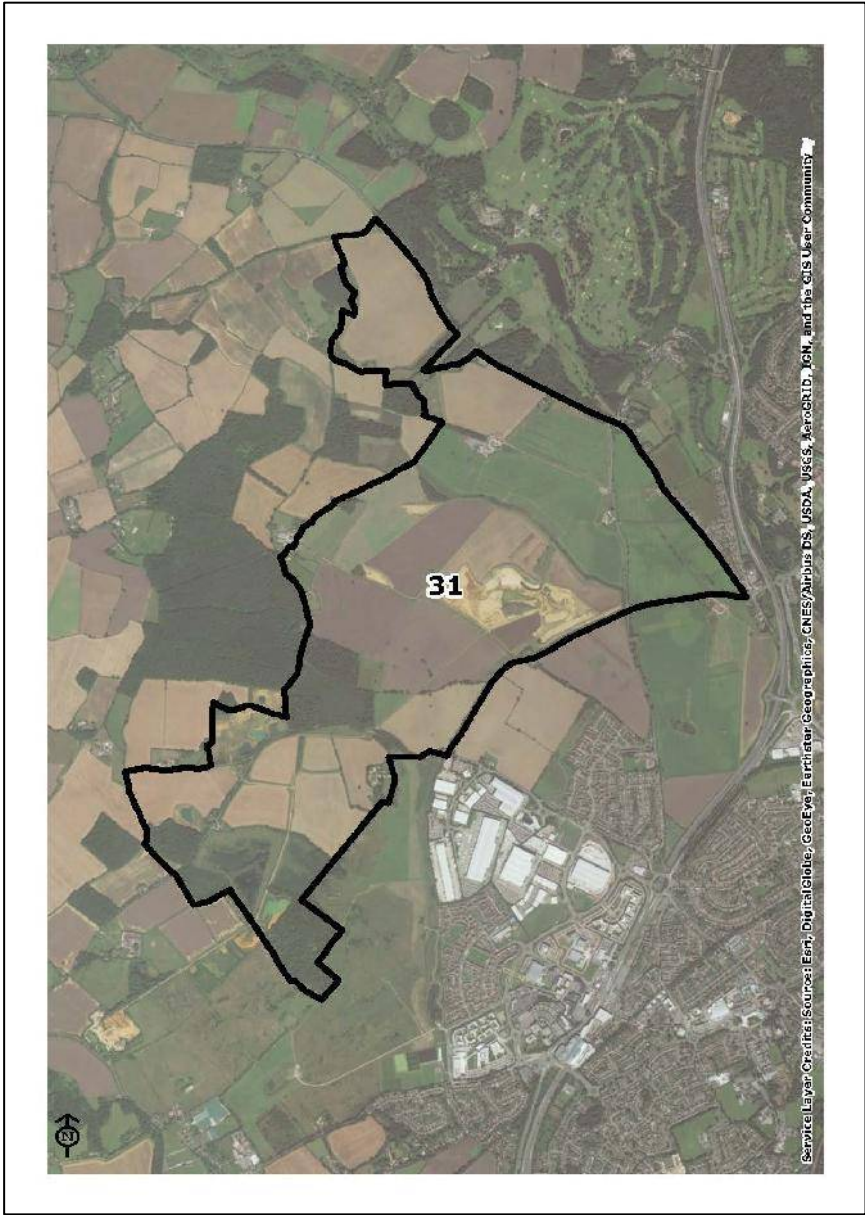 31
N
Service Layer Credits: Source: Esri, DigitalGlobe, GeoEye, Earthstar Geographics, CNES/Airbus DS, USDA, USGS, AeroGRID, IGN, and the GIS User Community